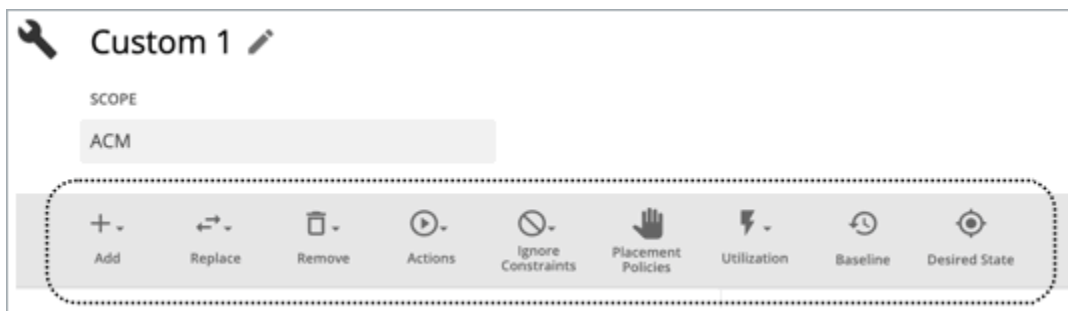 Custom 1
SCOPE
ACM
Add
Replace
Remove
Actions
Ignore
Constraints
Placement
Policies
Utilization
Baseline
Desired State